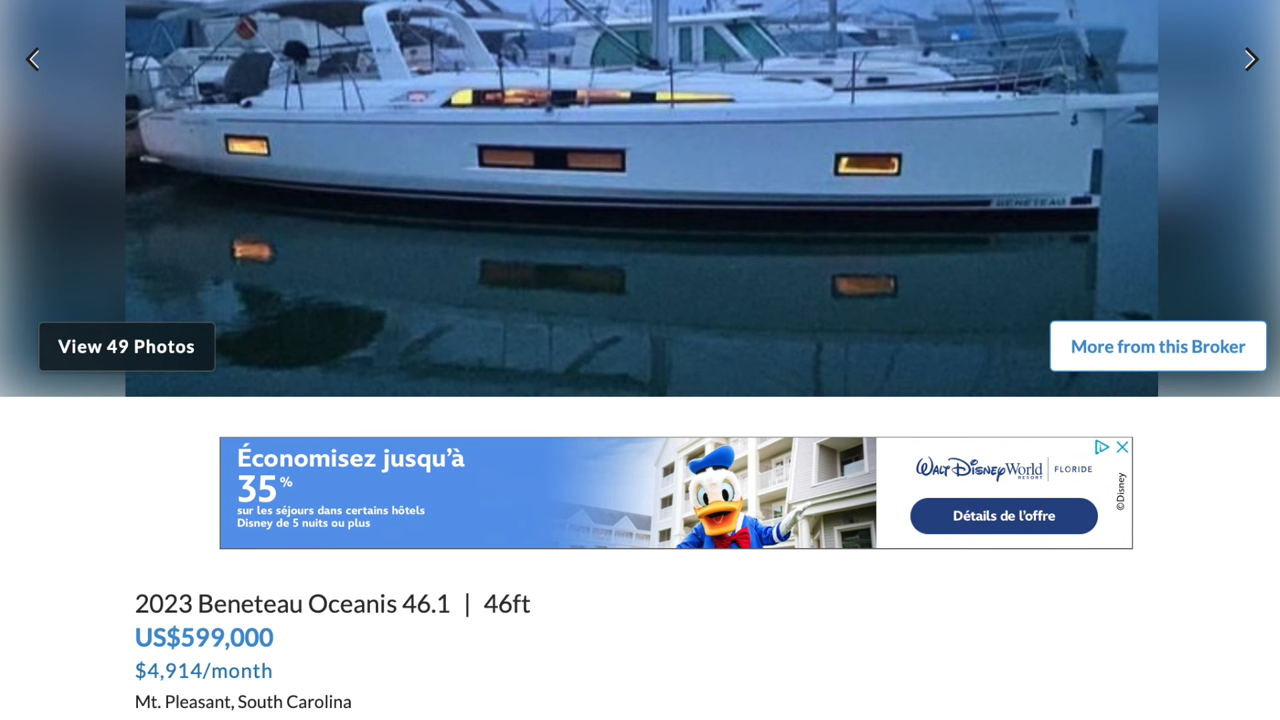 BENETEAU
View 49 Photos
More from this Broker
Économisez jusqu'à
35 %
sur les séjours dans certains hôtels
Disney de 5 nuits ou plus
Walt Disney World
RESORT
FLORIDE
Détails de l'offre
©Disney
2023 Beneteau Oceanis 46.1 | 46ft
US$599,000
$4,914/month
Mt. Pleasant, South Carolina